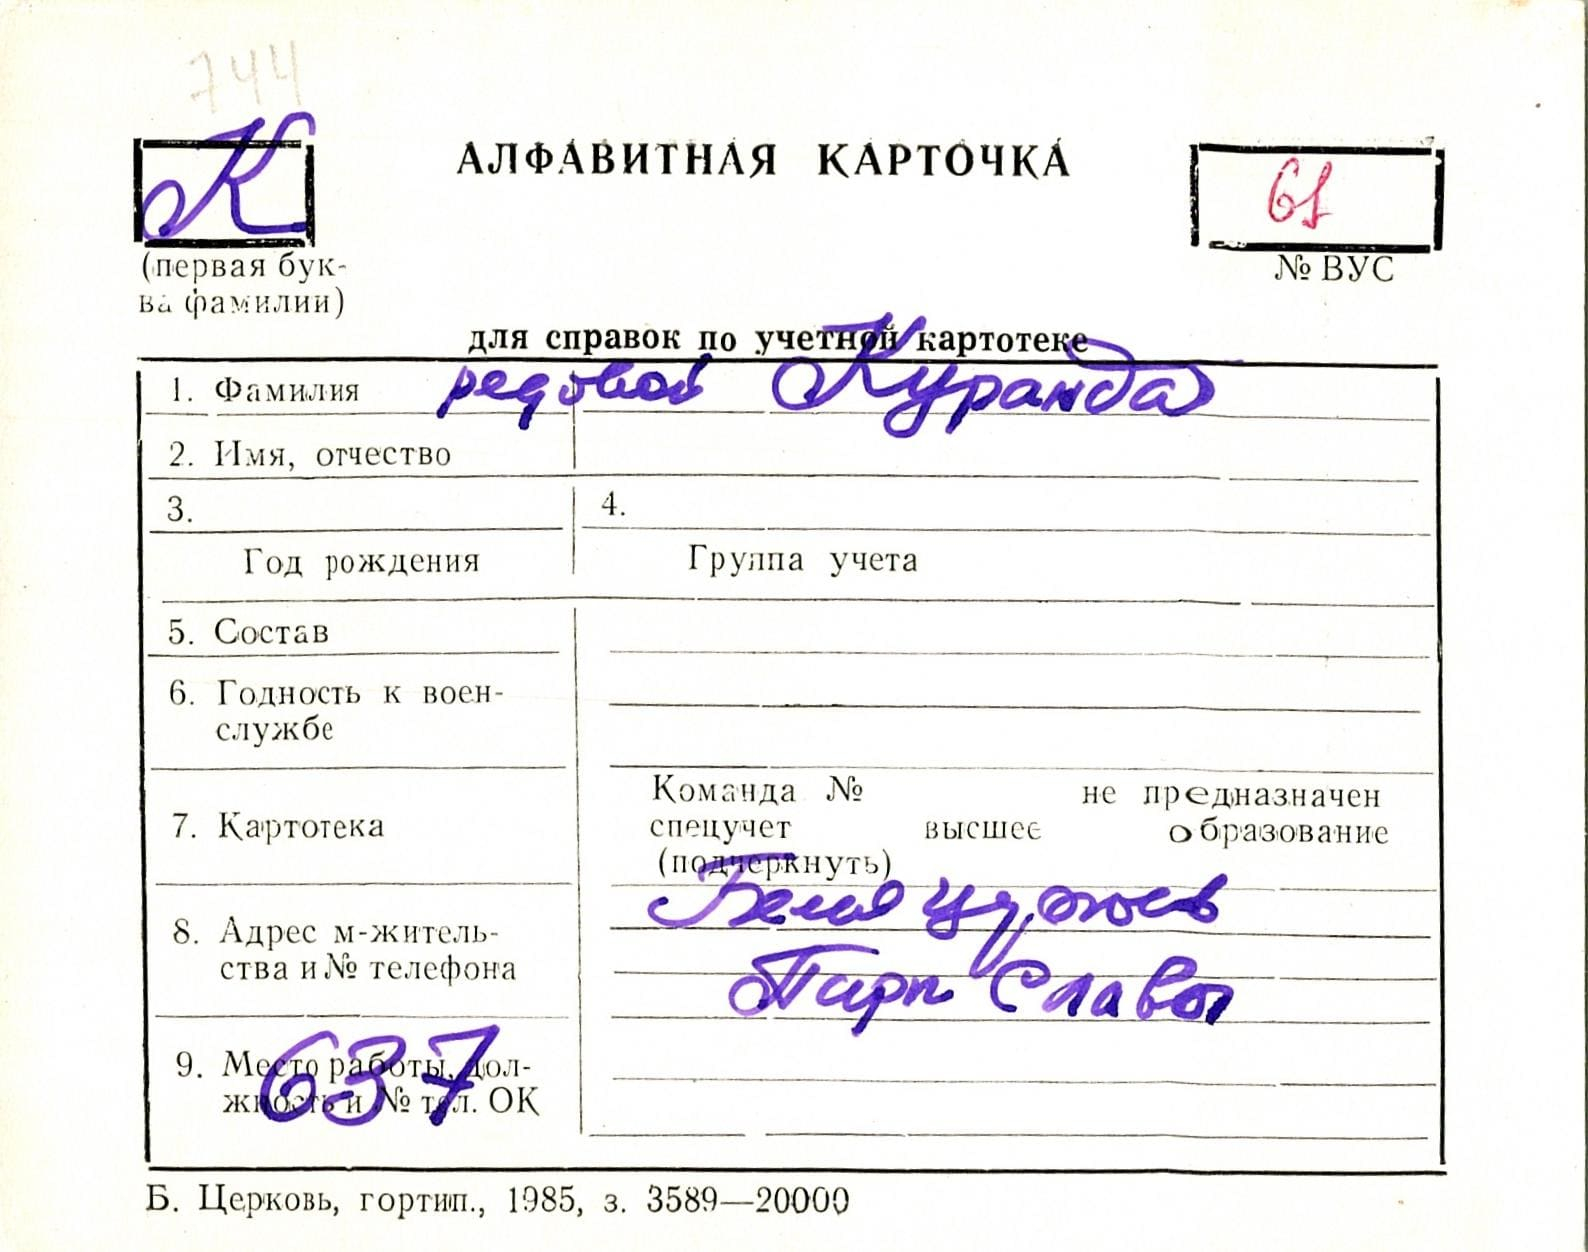 744
К
АЛФАВИТНАЯ КАРТОЧКА
61
(первая бук-
ва фамилии)
№ ВУС
для справок по учетной картотеке
1. Фамилия рядовой Куранда
2. Имя, отчество
3. 4.
Год рождения Группа учета
5. Состав
6. Годность к воен-
службе
7. Картотека
Команда № не предназначен
спецучет высшее образование
(подчеркнуть)
8. Адрес м-житель-
ства и № телефона
Парк Славы
9. Место работы, дол-
жность и № тел. ОК
637
Б. Церковь, гортип., 1985, з. 3589—20000